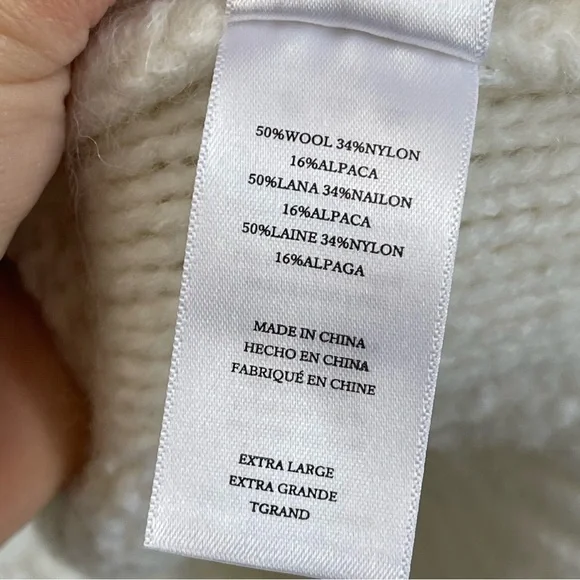 50%WOOL 34%NYLON
16%ALPACA
50%LANA 34%NAILON
16%ALPACA
50%LAINE 34%NYLON
16%ALPAGA
MADE IN CHINA
HECHO EN CHINA
FABRIQUÉ EN CHINE
EXTRA LARGE
EXTRA GRANDE
TGRAND